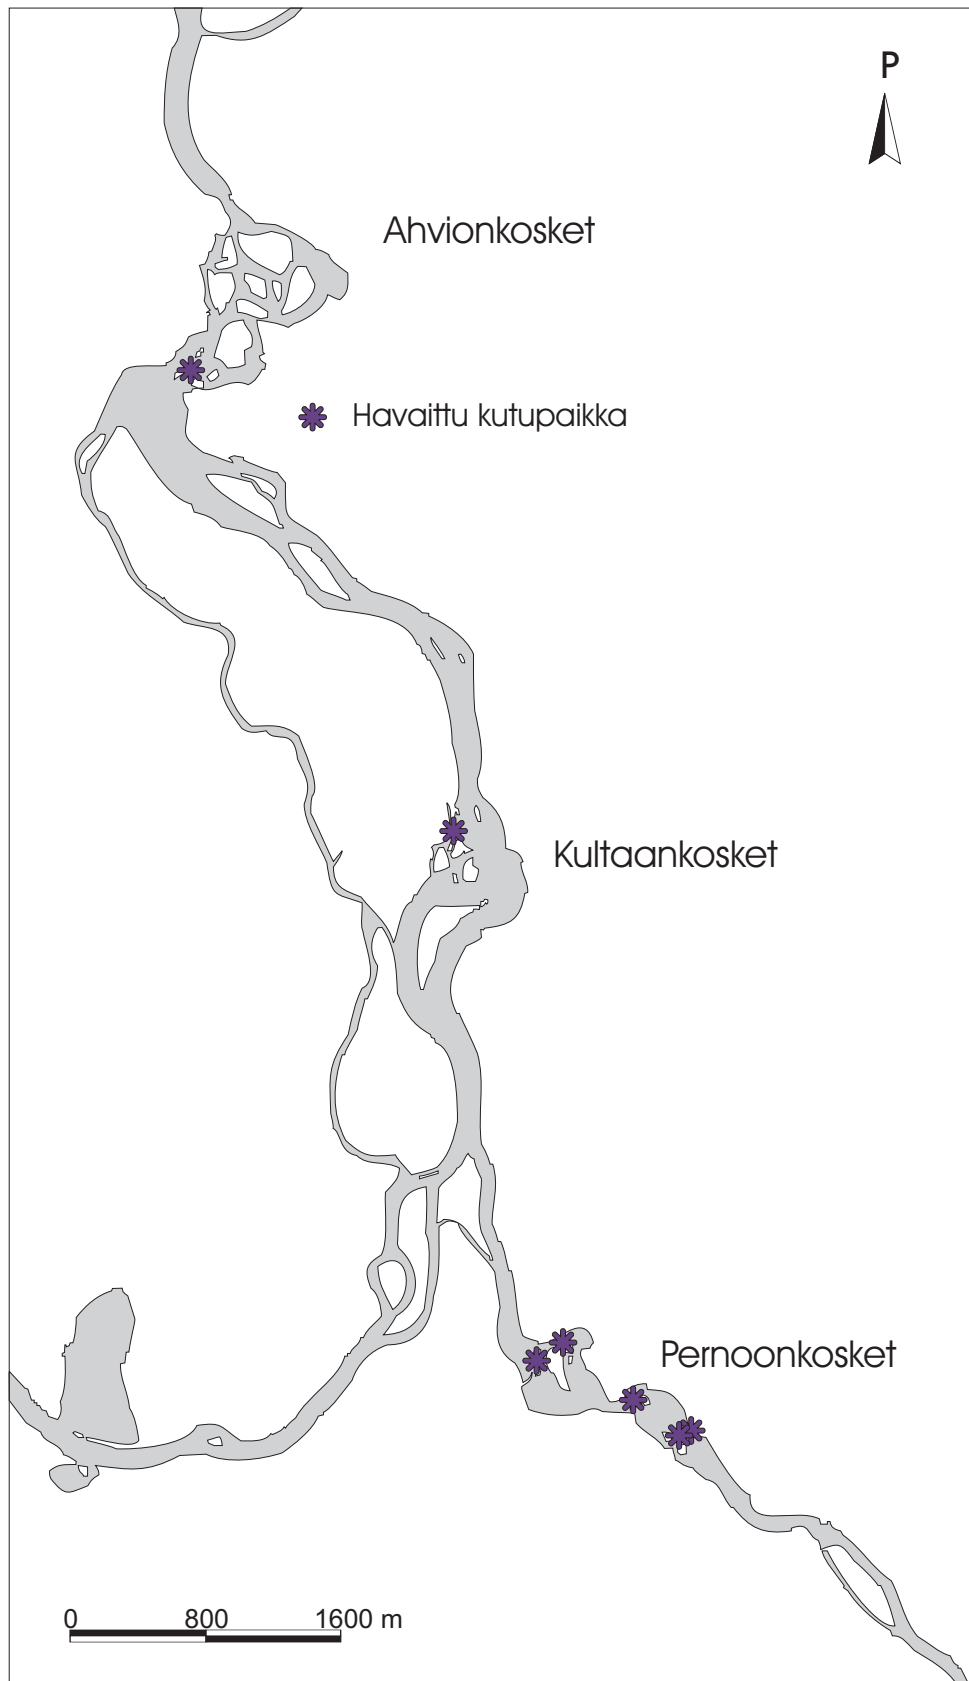 P
Ahvionkosket
Havaittu kutupaikka
Kultaankosket
Pernoonkosket
0 800 1600 m